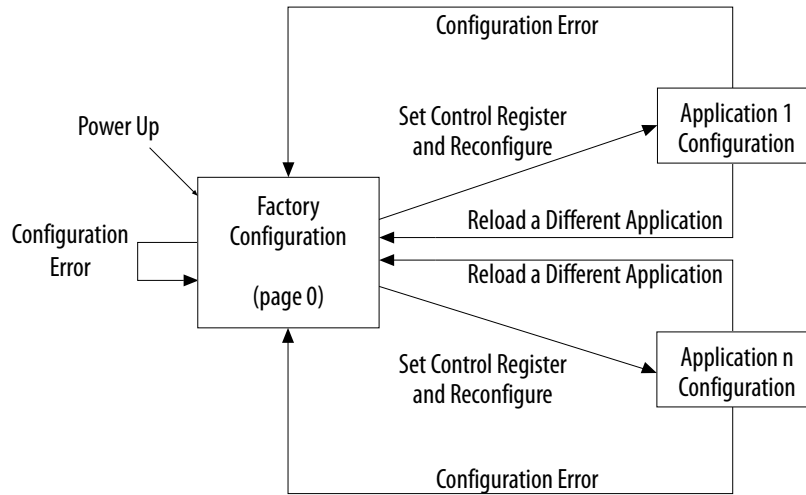 Configuration Error
Set Control Register
and Reconfigure
Application 1
Configuration
Power Up
Factory
Configuration
(page 0)
Configuration
Error
Reload a Different Application
Reload a Different Application
Set Control Register
and Reconfigure
Application n
Configuration
Configuration Error